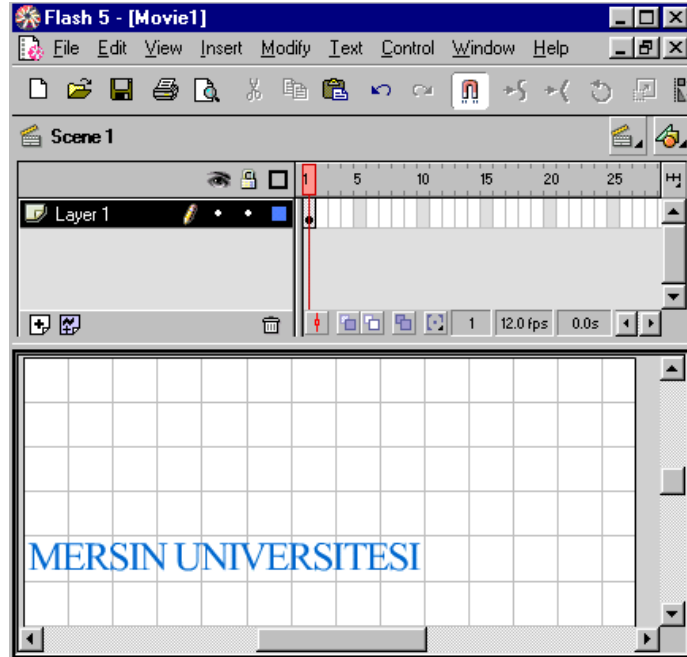 Flash 5 - [Movie1]
File Edit View Insert Modify Text Control Window Help
Scene 1
1 5 10 15 20 25
Layer 1
1 12.0 fps 0.0s
MERSIN UNIVERSITESI